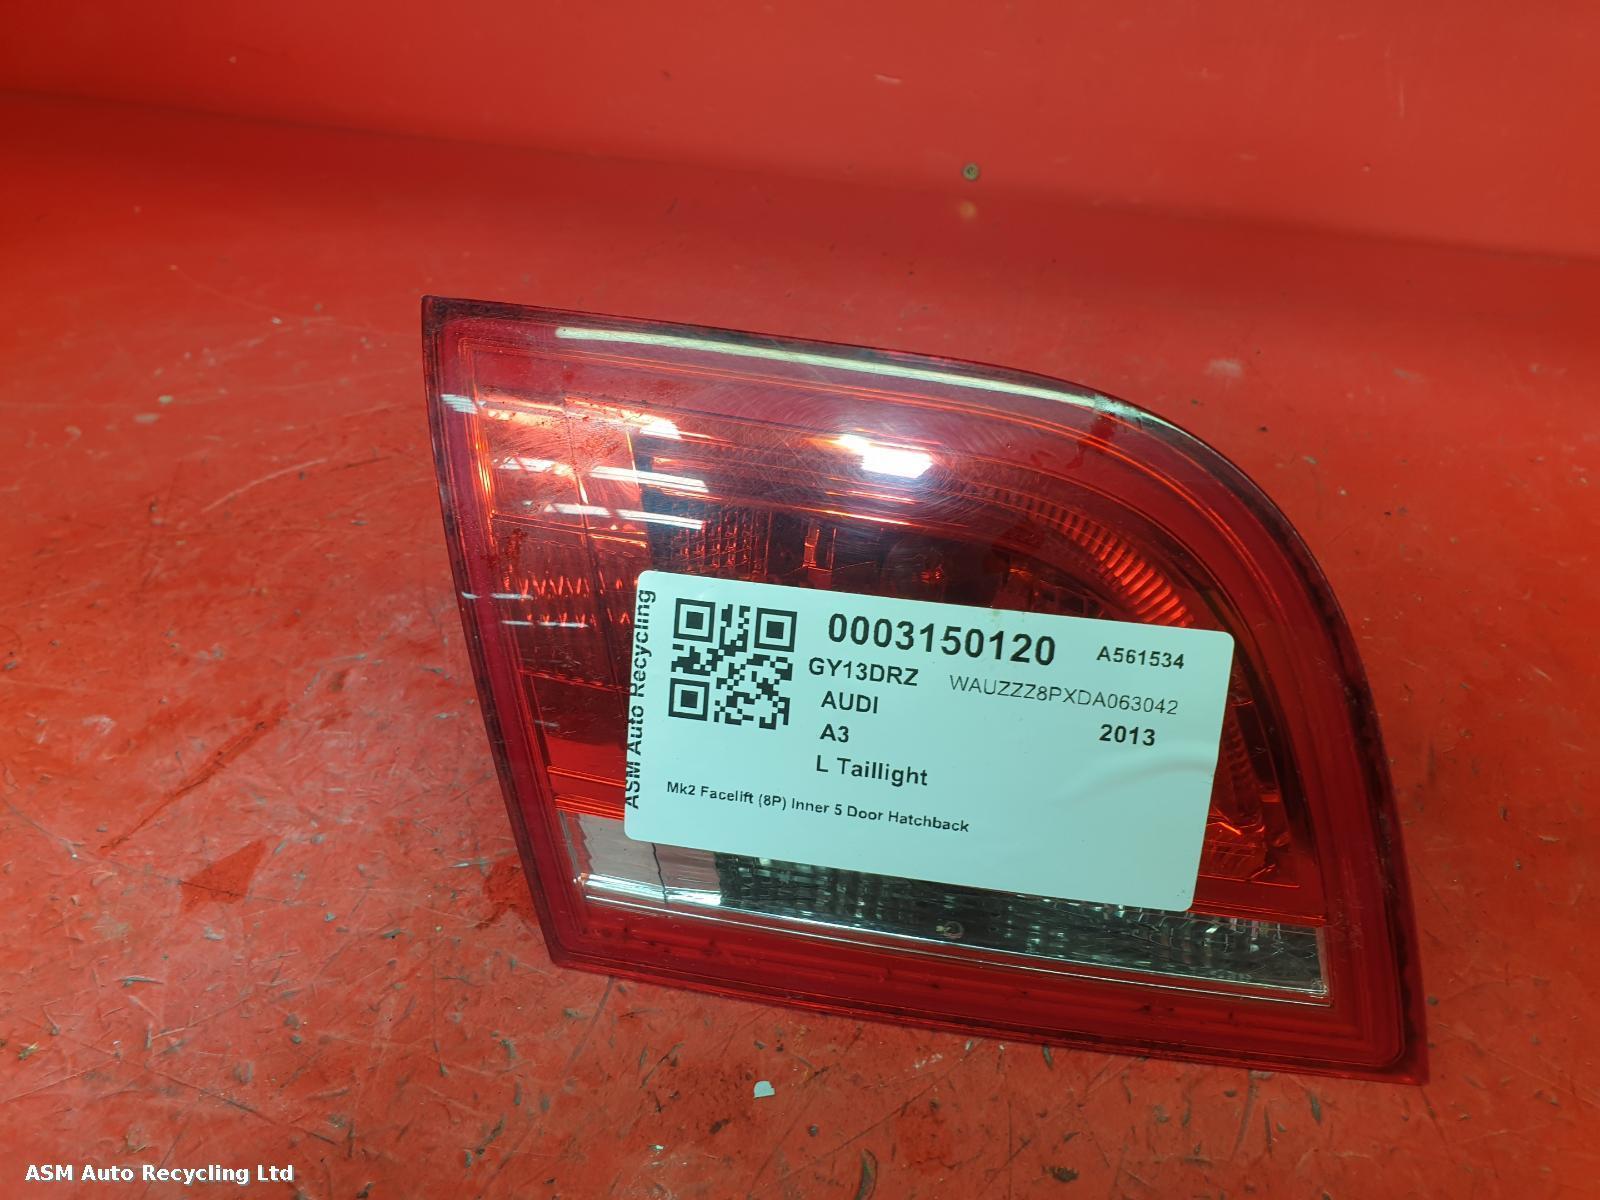 ASM Auto Recycling
0003150120
A561534
GY13DRZ
WAUZZZ8PXDA063042
AUDI
A3
2013
L Taillight
Mk2 Facelift (8P) Inner 5 Door Hatchback
ASM Auto Recycling Ltd